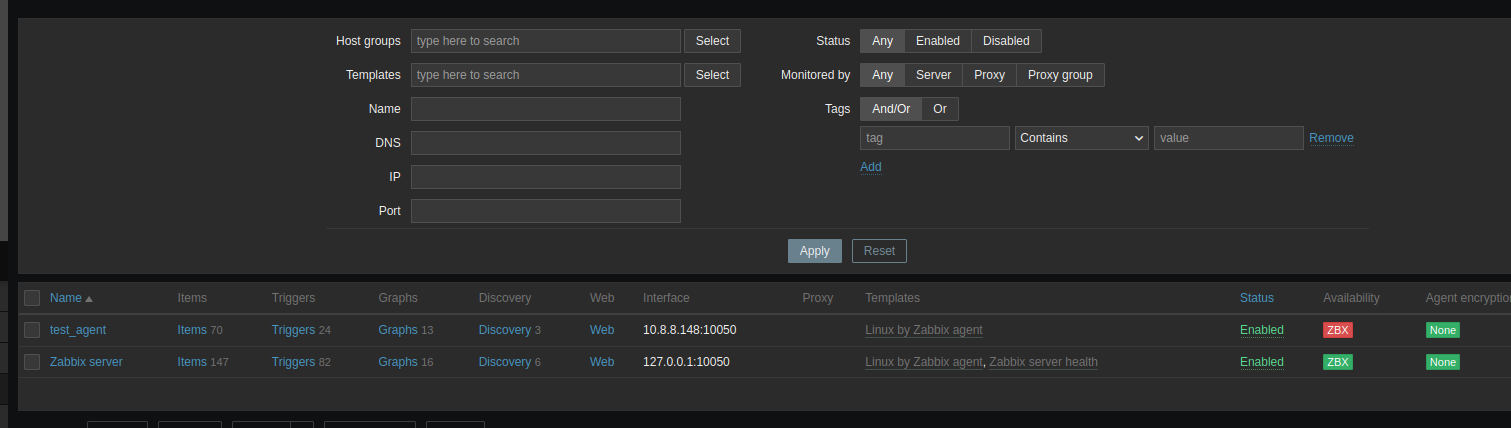 Host groups type here to search Select Status Any Enabled Disabled
Templates type here to search Select Monitored by Any Server Proxy Proxy group
Name Tags And/Or Or
DNS tag Contains value Remove
IP Add
Port
Apply Reset
Name Items Triggers Graphs Discovery Web Interface Proxy Templates Status Availability Agent encryption
test_agent Items 70 Triggers 24 Graphs 13 Discovery 3 Web 10.8.8.148:10050 Linux by Zabbix agent Enabled ZBX None
Zabbix server Items 147 Triggers 82 Graphs 16 Discovery 6 Web 127.0.0.1:10050 Linux by Zabbix agent, Zabbix server health Enabled ZBX None